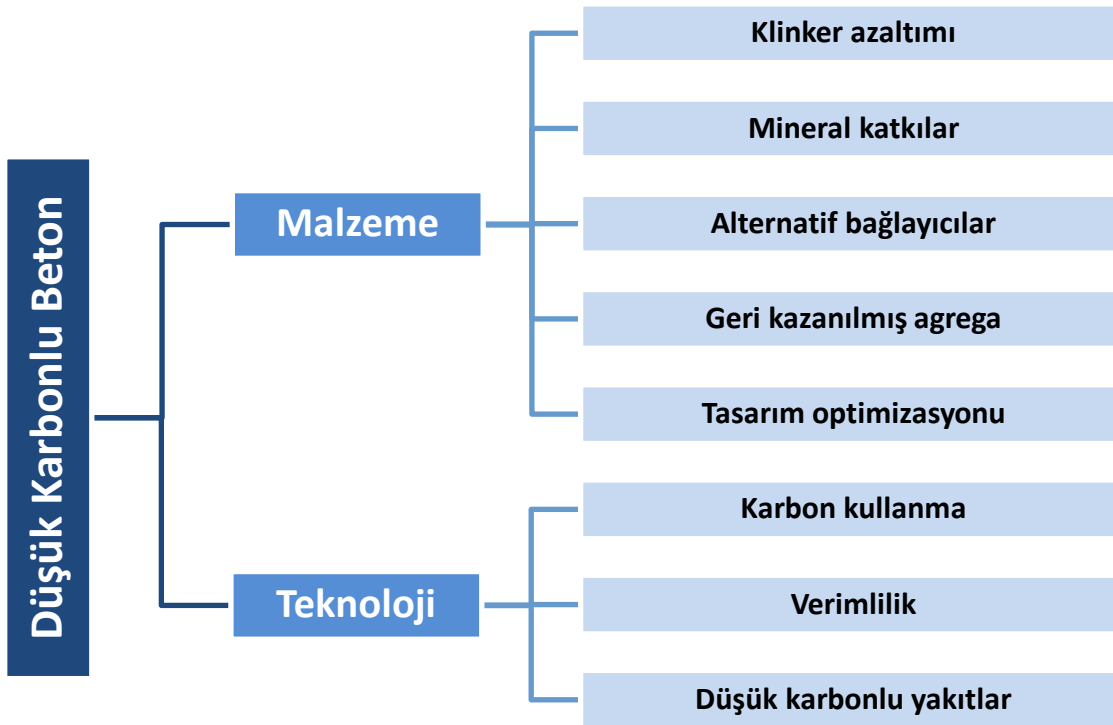 Düşük Karbonlu Beton
Malzeme
Klinker azaltımı
Mineral katkılar
Alternatif bağlayıcılar
Geri kazanılmış agrega
Tasarım optimizasyonu
Teknoloji
Karbon kullanma
Verimlilik
Düşük karbonlu yakıtlar